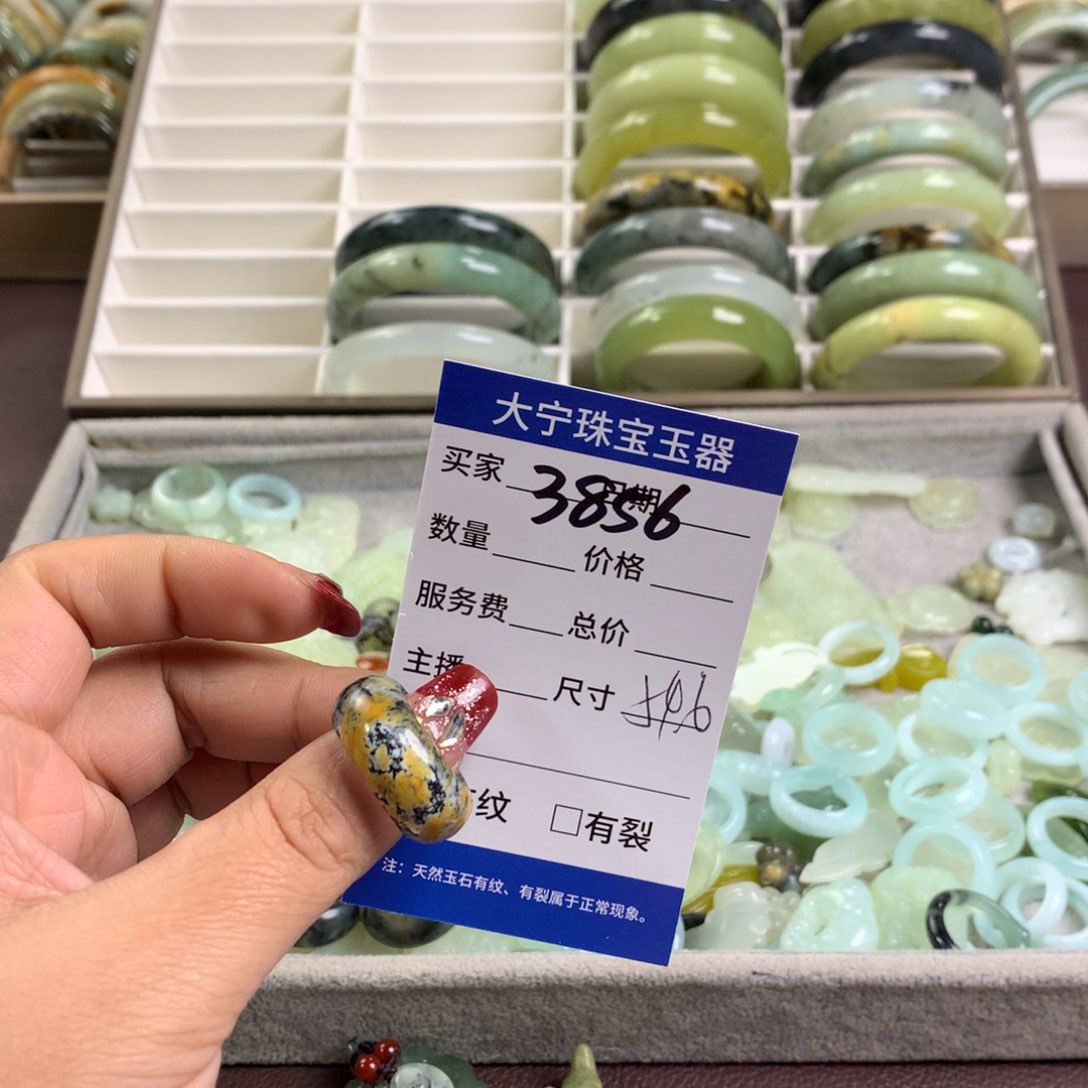 大宁珠宝玉器
买家 3856 日期
数量 价格
服务费 总价
主播 尺寸
纹 □有裂
注：天然玉石有纹、有裂属于正常现象。